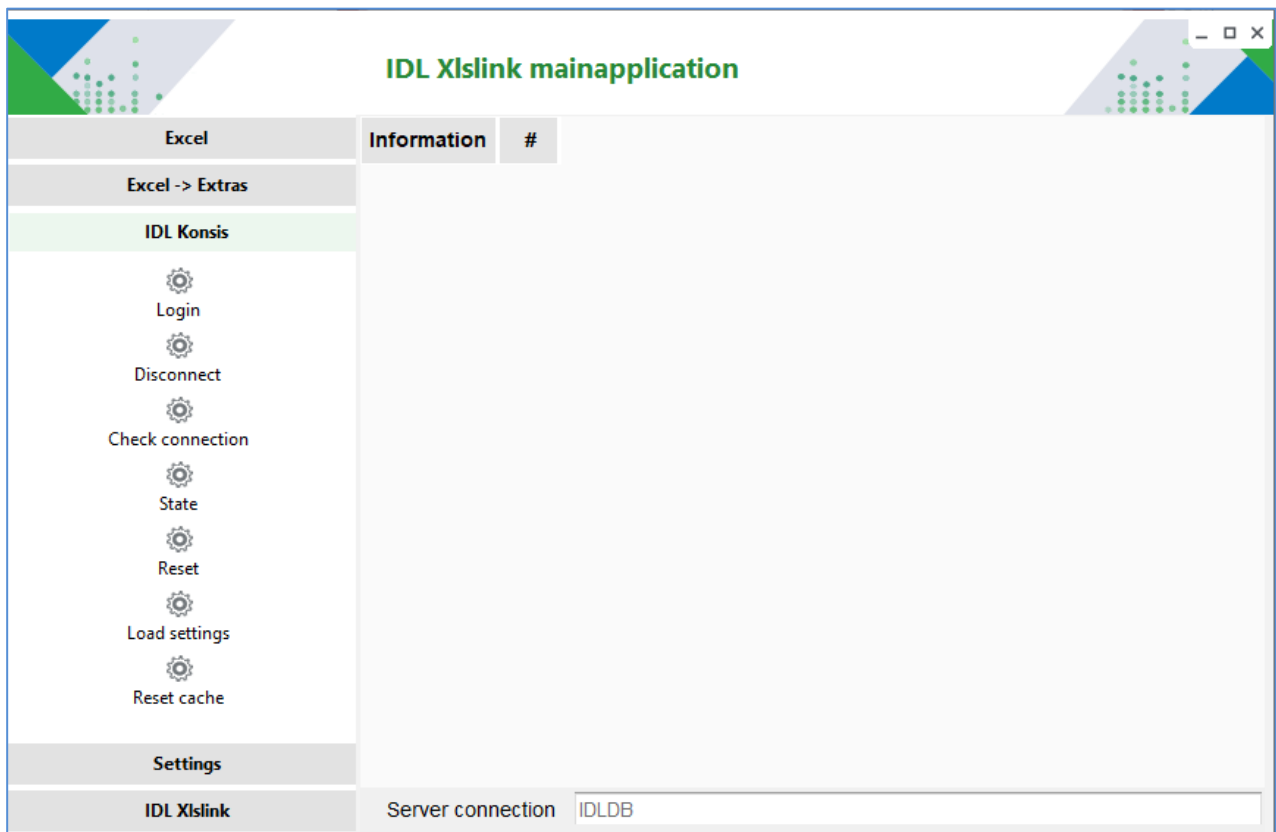 IDL Xlslink mainapplication
Excel
Information #
Excel -> Extras
IDL Konsis
Login
Disconnect
Check connection
State
Reset
Load settings
Reset cache
Settings
IDL Xlslink
Server connection IDLDB